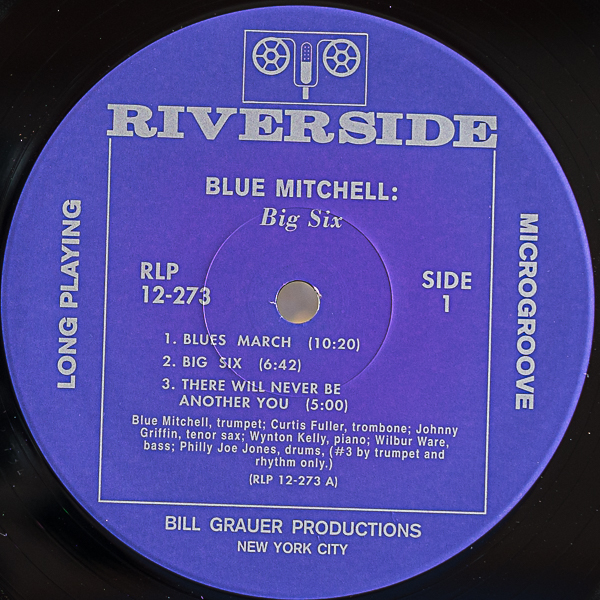 RIVERSIDE
BLUE MITCHELL:
Big Six
LONG PLAYING
MICROGROOVE
RLP
12-273
SIDE
1
1. BLUES MARCH (10:20)
2. BIG SIX (6:42)
3. THERE WILL NEVER BE
ANOTHER YOU (5:00)
Blue Mitchell, trumpet; Curtis Fuller, trombone; Johnny
Griffin, tenor sax; Wynton Kelly, piano; Wilbur Ware,
bass; Philly Joe Jones, drums, (#3 by trumpet and
rhythm only.)
(RLP 12-273 A)
BILL GRAUER PRODUCTIONS
NEW YORK CITY